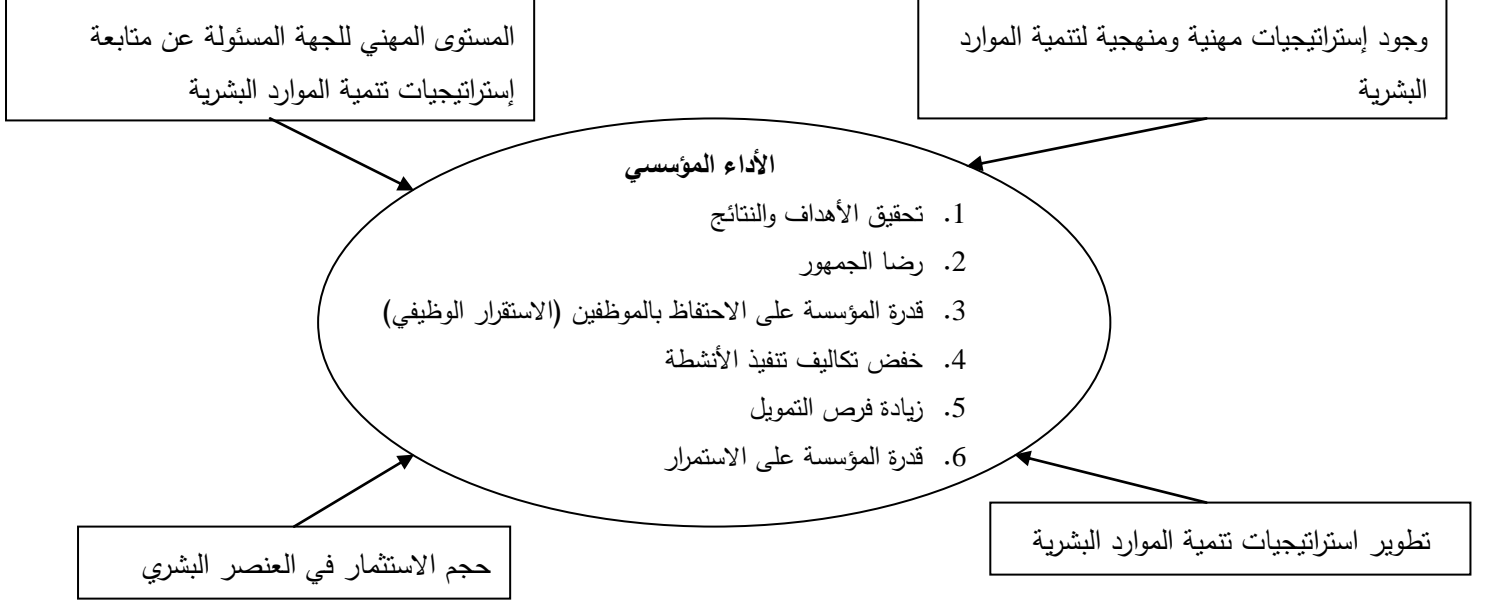 وجود إستراتيجيات مهنية ومنهجية لتنمية الموارد
البشرية
المستوى المهني للجهة المسئولة عن متابعة
إستراتيجيات تنمية الموارد البشرية
الأداء المؤسسي
1. تحقيق الأهداف والنتائج
2. رضا الجمهور
3. قدرة المؤسسة على الاحتفاظ بالموظفين (الاستقرار الوظيفي)
4. خفض تكاليف تنفيذ الأنشطة
5. زيادة فرص التمويل
6. قدرة المؤسسة على الاستمرار
تطوير استراتيجيات تنمية الموارد البشرية
حجم الاستثمار في العنصر البشري